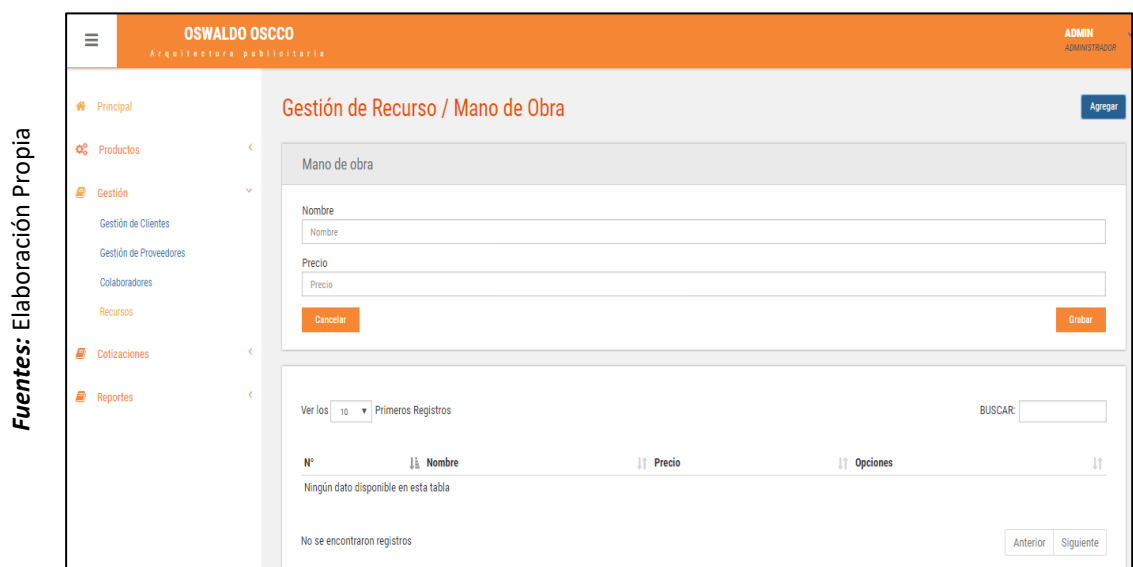 Fuentes: Elaboración Propia
OSWALDO OSCCO
Arquitectura publicitaria
ADMIN
ADMINISTRADOR
Principal
Productos
Gestión
Gestión de Clientes
Gestión de Proveedores
Colaboradores
Recursos
Cotizaciones
Reportes
Gestión de Recurso / Mano de Obra
Agregar
Mano de obra
Nombre
Nombre
Precio
Precio
Cancelar
Grabar
Ver los 10 Primeros Registros
BUSCAR:
N° Nombre Precio Opciones
Ningún dato disponible en esta tabla
No se encontraron registros
Anterior Siguiente